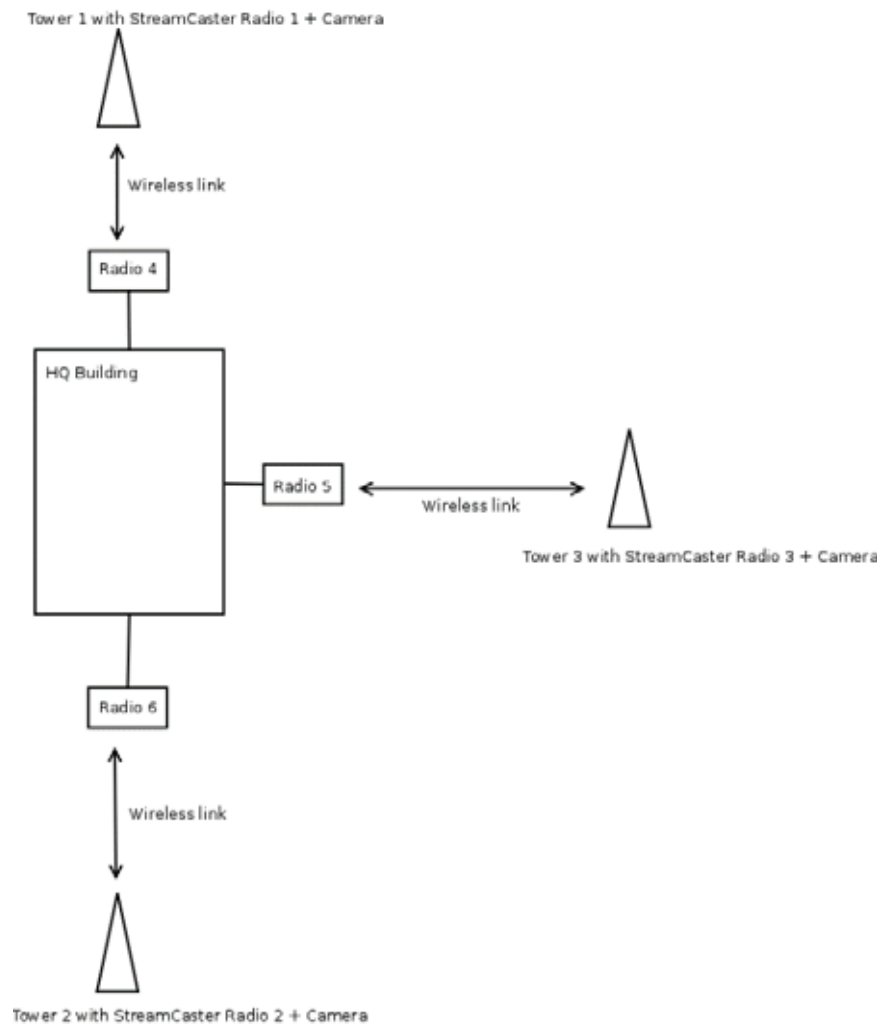 Tower 1 with StreamCaster Radio 1 + Camera
Wireless link
Radio 4
HQ Building
Radio 5
Wireless link
Tower 3 with StreamCaster Radio 3 + Camera
Radio 6
Wireless link
Tower 2 with StreamCaster Radio 2 + Camera